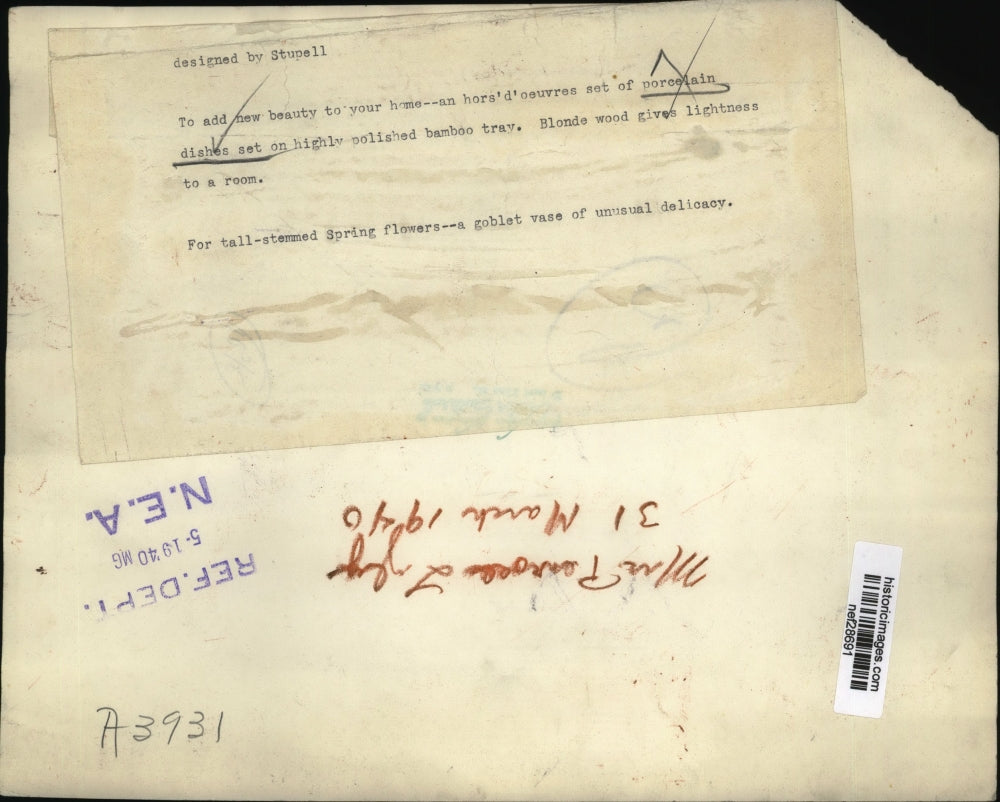 designed by Stupell
To add new beauty to your home--an hors'd'oeuvres set of porcelain
dishes set on highly polished bamboo tray.  Blonde wood gives lightness
to a room.
For tall-stemmed Spring flowers--a goblet vase of unusual delicacy.
REF. DEPT.
5-19'40 MG
N.E.A.
Mrs
31 March 1940
A3931
historicimages.com
nef28691